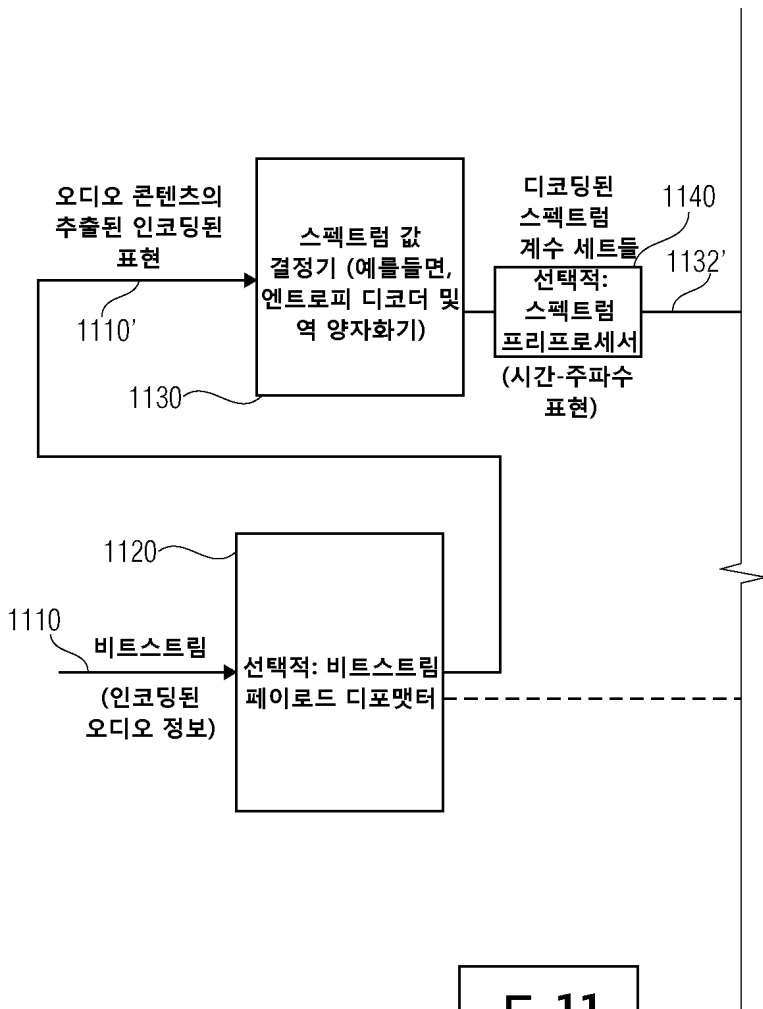 오디오 콘텐츠의
추출된 인코딩된
표현
1110’
스펙트럼 값
결정기 (예를들면,
엔트로피 디코더 및
역 양자화기)
1130
디코딩된
스펙트럼
계수 세트들
1140
선택적:
스펙트럼
프리프로세서
1132’
(시간-주파수
표현)
1120
1110
비트스트림
(인코딩된
오디오 정보)
선택적: 비트스트림
페이로드 디포맷터